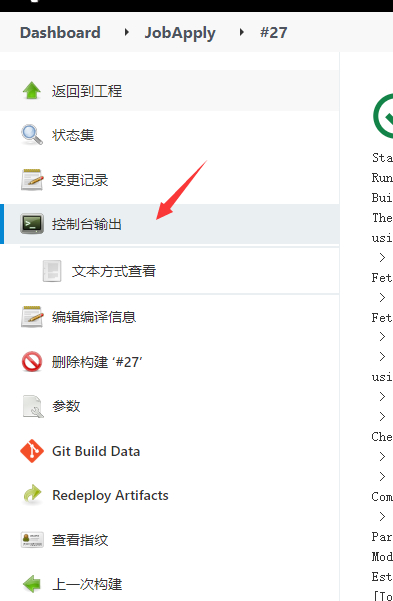 Dashboard JobApply #27
返回到工程
状态集
变更记录
控制台输出
文本方式查看
编辑编译信息
删除构建 ‘#27’
参数
Git Build Data
Redeploy Artifacts
查看指纹
上一次构建
Sta
Run
Bui
The
usi
>
Fet
>
Fet
>
>
usi
>
>
Che
>
>
Com
>
Par
Mod
Est
[To